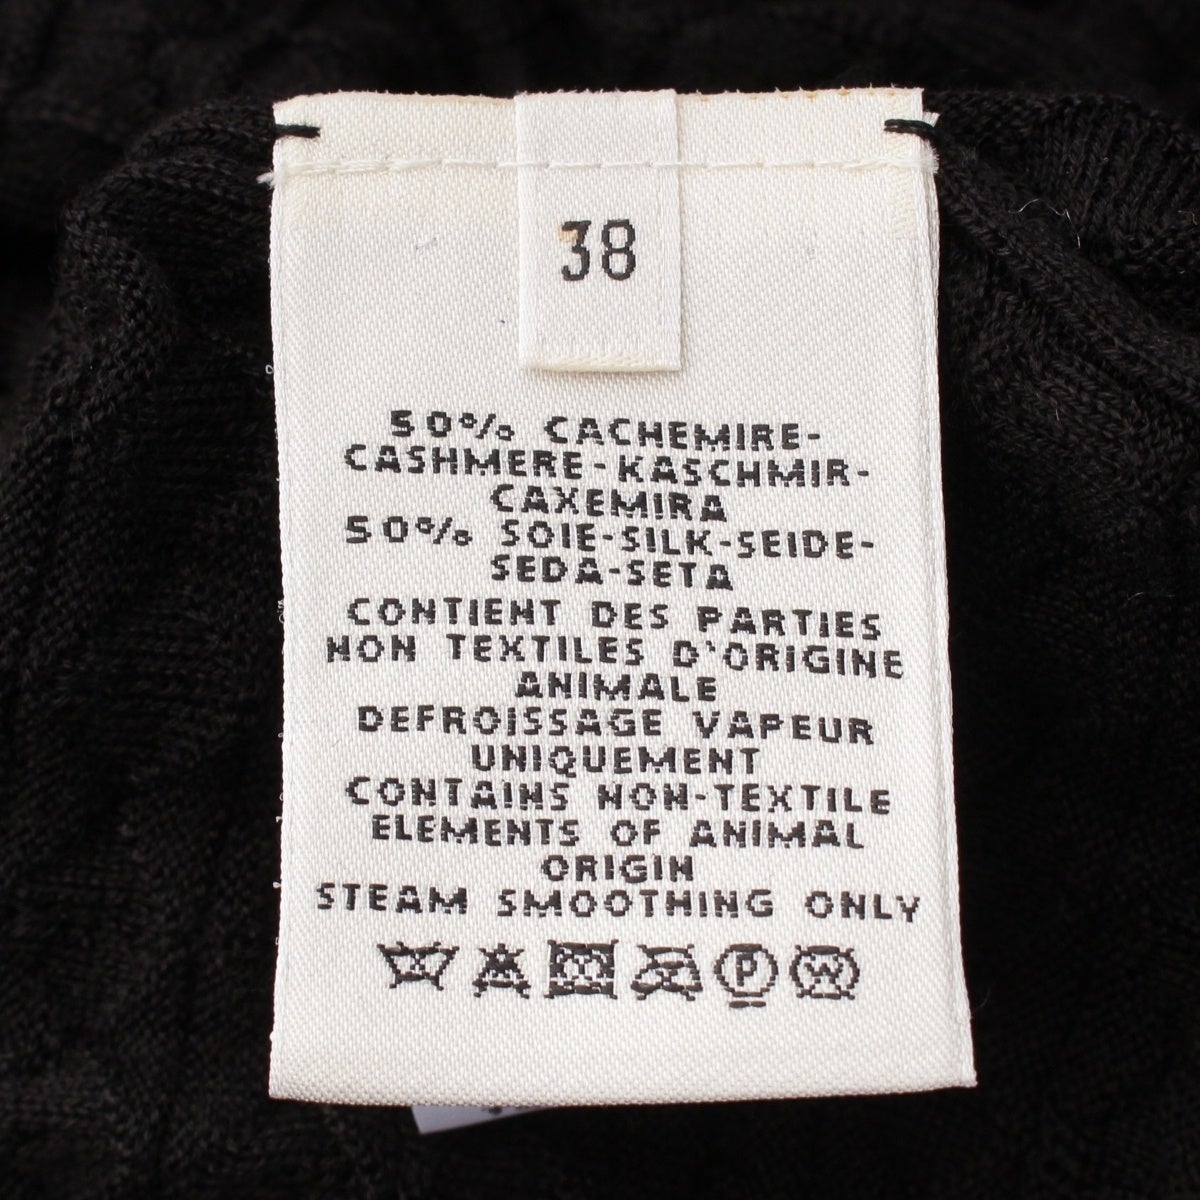 38
50% CACHEMIRE-
CASHMERE-KASCHMIR-
CAXEMIRA
50% SOIE-SILK-SEIDE-
SEDA-SETA
CONTIENT DES PARTIES
NON TEXTILES D'ORIGINE
ANIMALE
DEFROISSAGE VAPEUR
UNIQUEMENT
CONTAINS NON-TEXTILE
ELEMENTS OF ANIMAL
ORIGIN
STEAM SMOOTHING ONLY
P W